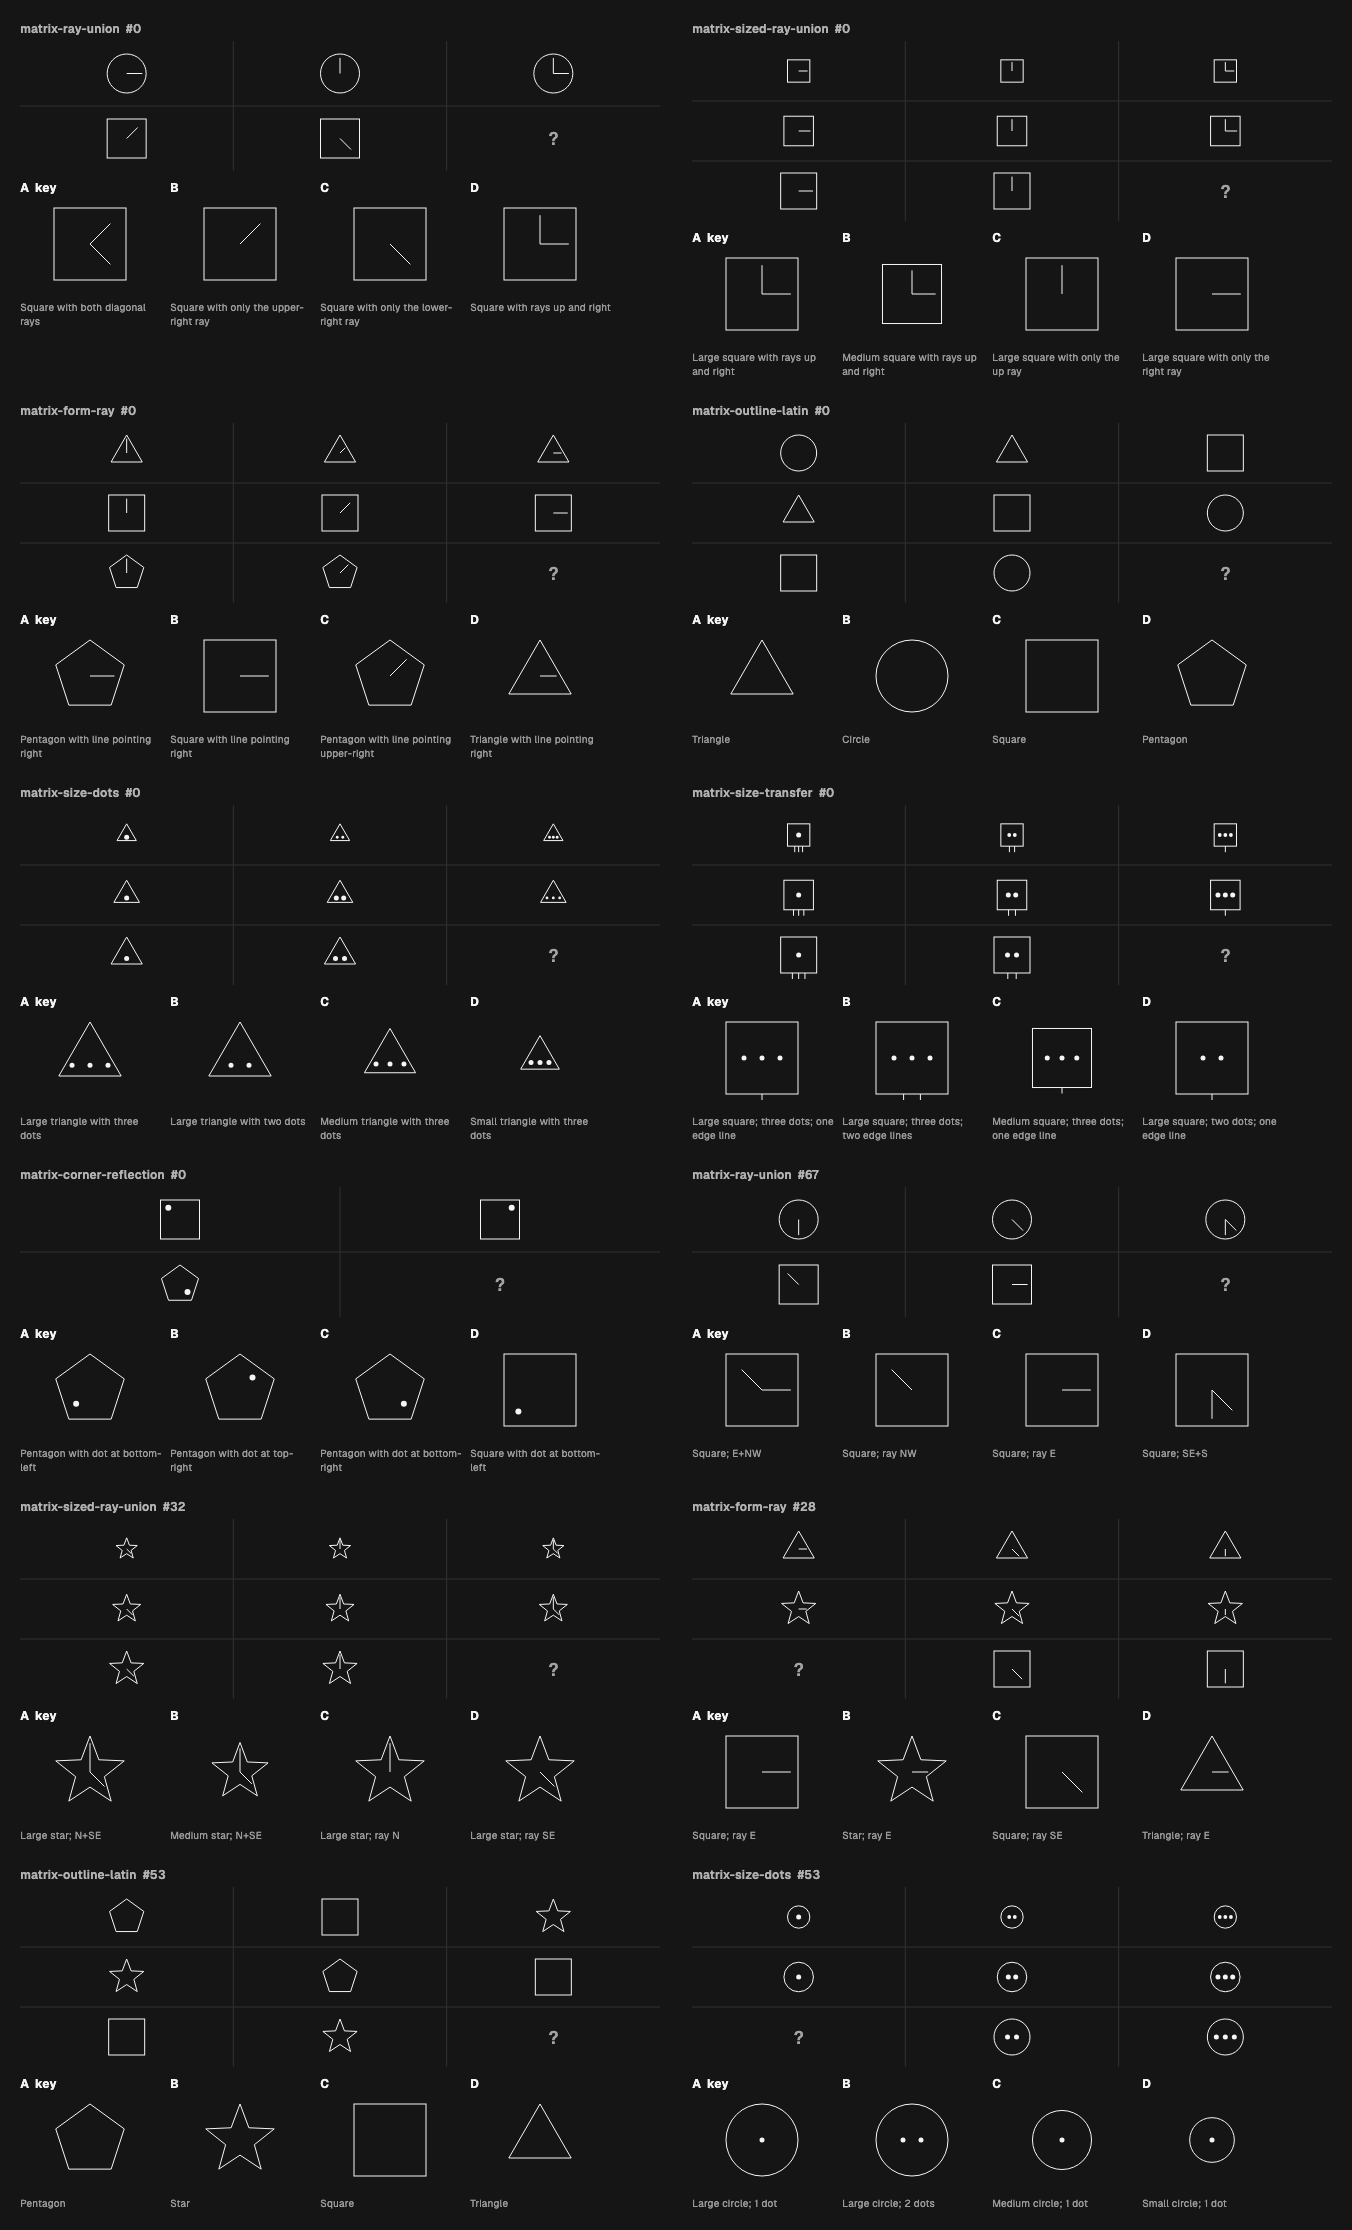 matrix-ray-union #0
?
A key
B
C
D
Square with both diagonal
rays
Square with only the upper-
right ray
Square with only the lower-
right ray
Square with rays up and right
matrix-sized-ray-union #0
?
A key
B
C
D
Large square with rays up
and right
Medium square with rays up
and right
Large square with only the
up ray
Large square with only the
right ray
matrix-form-ray #0
?
A key
B
C
D
Pentagon with line pointing
right
Square with line pointing
right
Pentagon with line pointing
upper-right
Triangle with line pointing
right
matrix-outline-latin #0
?
A key
B
C
D
Triangle
Circle
Square
Pentagon
matrix-size-dots #0
?
A key
B
C
D
Large triangle with three
dots
Large triangle with two dots
Medium triangle with three
dots
Small triangle with three
dots
matrix-size-transfer #0
?
A key
B
C
D
Large square; three dots; one
edge line
Large square; three dots;
two edge lines
Medium square; three dots;
one edge line
Large square; two dots; one
edge line
matrix-corner-reflection #0
?
A key
B
C
D
Pentagon with dot at bottom-
left
Pentagon with dot at top-
right
Pentagon with dot at bottom-
right
Square with dot at bottom-
left
matrix-ray-union #67
?
A key
B
C
D
Square; E+NW
Square; ray NW
Square; ray E
Square; SE+S
matrix-sized-ray-union #32
?
A key
B
C
D
Large star; N+SE
Medium star; N+SE
Large star; ray N
Large star; ray SE
matrix-form-ray #28
?
A key
B
C
D
Square; ray E
Star; ray E
Square; ray SE
Triangle; ray E
matrix-outline-latin #53
?
A key
B
C
D
Pentagon
Star
Square
Triangle
matrix-size-dots #53
?
A key
B
C
D
Large circle; 1 dot
Large circle; 2 dots
Medium circle; 1 dot
Small circle; 1 dot